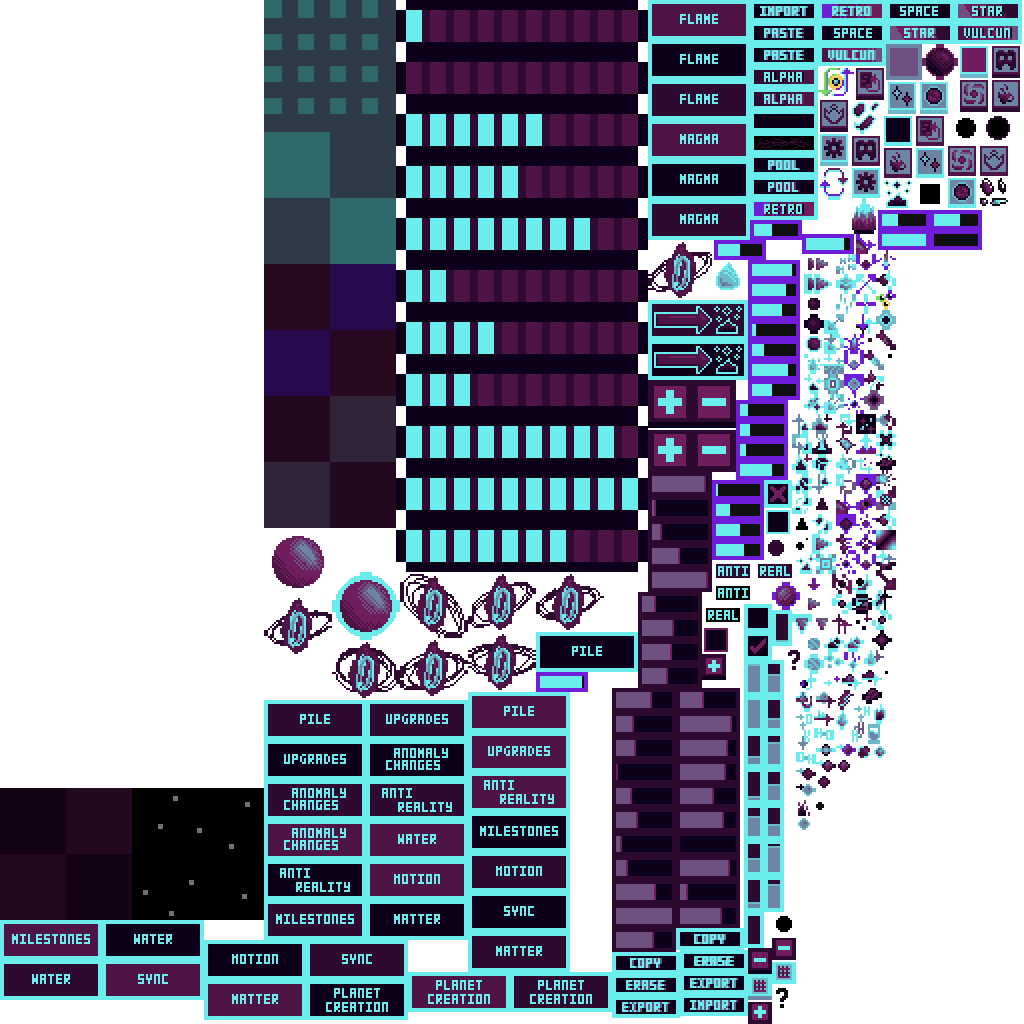 FLAME
IMPORT
RETRO
SPACE
STAR
PASTE
SPACE
STAR
VULCUN
FLAME
PASTE
VULCUN
ALPHA
FLAME
ALPHA
MAGMA
POOL
MAGMA
POOL
MAGMA
RETRO
ANTI
REAL
ANTI
REAL
?
PILE
PILE
UPGRADES
PILE
UPGRADES
ANOMALY
CHANGES
UPGRADES
ANOMALY
CHANGES
ANTI
REALITY
ANTI
REALITY
ANOMALY
CHANGES
WATER
MILESTONES
ANTI
REALITY
MOTION
MOTION
MILESTONES
MATTER
SYNC
MILESTONES
WATER
MOTION
SYNC
MATTER
COPY
WATER
SYNC
MATTER
PLANET
CREATION
PLANET
CREATION
PLANET
CREATION
COPY
ERASE
ERASE
EXPORT
EXPORT
IMPORT
?